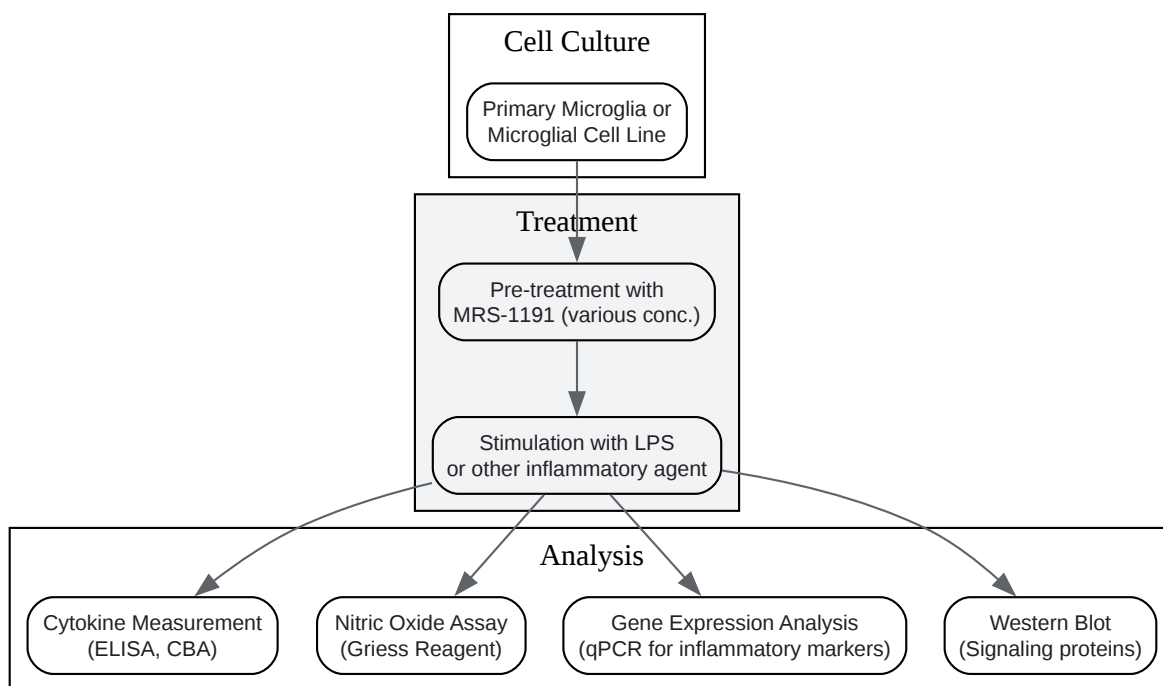 Cell Culture
Primary Microglia or
Microglial Cell Line
Treatment
Pre-treatment with
MRS-1191 (various conc.)
Stimulation with LPS
or other inflammatory agent
Analysis
Cytokine Measurement
(ELISA, CBA)
Nitric Oxide Assay
(Griess Reagent)
Gene Expression Analysis
(qPCR for inflammatory markers)
Western Blot
(Signaling proteins)